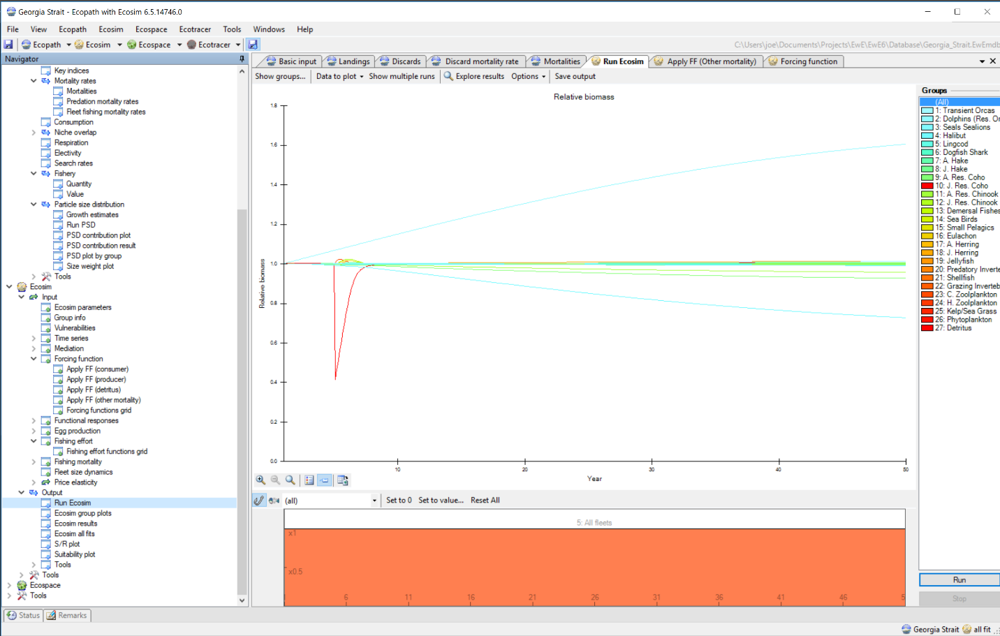 Georgia Strait - Ecopath with Ecosim 6.5.14746.0
File View Ecopath Ecosim Ecospace Ecotracer Tools Windows Help
Ecopath Ecosim Ecospace Ecotracer C:\Users\joe\Documents\Projects\EwE\EwE6\Database\Georgia_Strait.EwEmdb
Navigator
Key indices
Mortality rates
Mortalities
Predation mortality rates
Fleet fishing mortality rates
Consumption
Niche overlap
Respiration
Electivity
Search rates
Fishery
Quantity
Value
Particle size distribution
Growth estimates
Run PSD
PSD contribution plot
PSD contribution result
PSD plot by group
Size weight plot
Tools
Ecosim
Input
Ecosim parameters
Group info
Vulnerabilities
Time series
Mediation
Forcing function
Apply FF (consumer)
Apply FF (producer)
Apply FF (detritus)
Apply FF (other mortality)
Forcing functions grid
Functional responses
Egg production
Fishing effort
Fishing effort functions grid
Fishing mortality
Fleet size dynamics
Price elasticity
Output
Run Ecosim
Ecosim group plots
Ecosim results
Ecosim all fits
S/R plot
Suitability plot
Tools
Tools
Ecospace
Tools
Basic input Landings Discards Discard mortality rate Mortalities Run Ecosim Apply FF (Other mortality) Forcing function
Show groups... Data to plot Show multiple runs Explore results Options Save output
Relative biomass
1.8
1.6
1.4
1.2
1.0
0.8
0.6
0.4
0.2
0.0
Relative biomass
10 20 30 40 50
Year
(all) Set to 0 Set to value... Reset All
5: All fleets
x1
x0.5
6 11 16 21 26 31 36 41 46 5
Groups
(All)
1: Transient Orcas
2: Dolphins (Res. Or
3: Seals Sealions
4: Halibut
5: Lingcod
6: Dogfish Shark
7: A. Hake
8: J. Hake
9: A. Res. Coho
10: J. Res. Coho
11: A. Res. Chinook
12: J. Res. Chinook
13: Demersal Fishes
14: Sea Birds
15: Small Pelagics
16: Eulachon
17: A. Herring
18: J. Herring
19: Jellyfish
20: Predatory Inverte
21: Shellfish
22: Grazing Inverteb
23: C. Zoolplankton
24: H. Zoolplankton
25: Kelp/Sea Grass
26: Phytoplankton
27: Detritus
Run
Stop
Status Remarks
Georgia Strait all fit